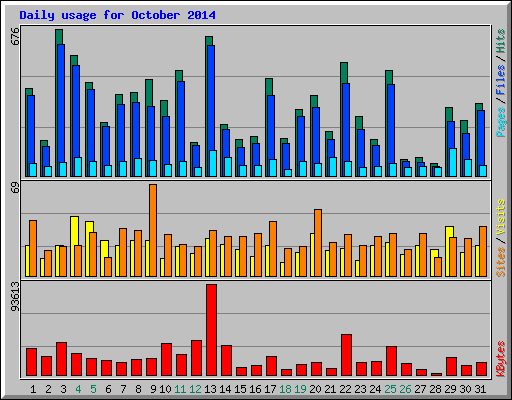 Daily usage for October 2014
676
Pages / Files / Hits
69
Sites / Visits
93613
KBytes
1 2 3 4 5 6 7 8 9 10 11 12 13 14 15 16 17 18 19 20 21 22 23 24 25 26 27 28 29 30 31